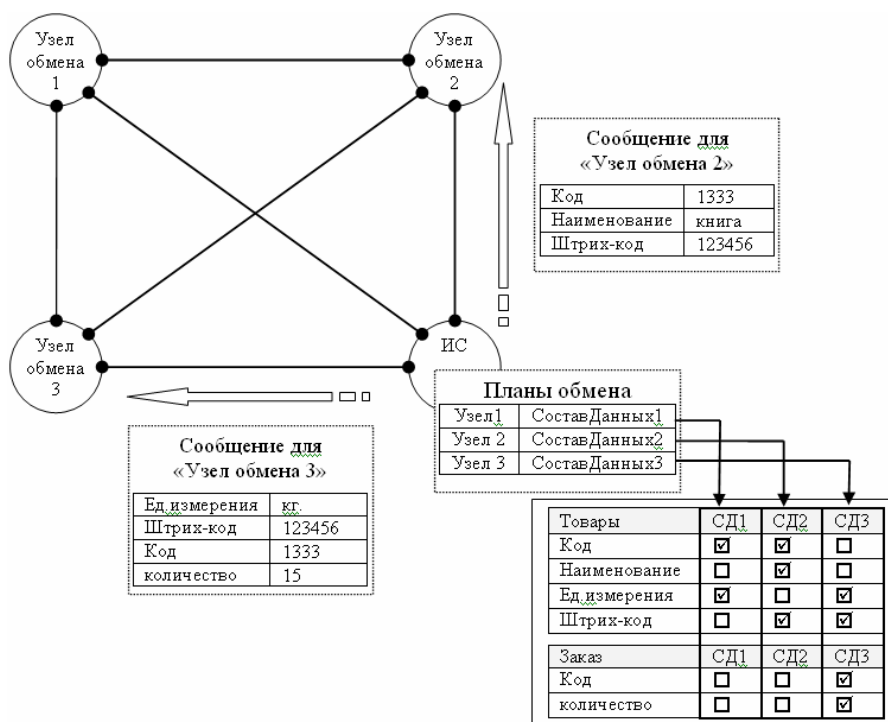 Узел
обмена
1
Узел
обмена
2
Сообщение для
«Узел обмена 2»
Код 1333
Наименование книга
Штрих-код 123456
Узел
обмена
3
ИС
Планы обмена
Узел1 СоставДанных1
Узел 2 СоставДанных2
Узел 3 СоставДанных3
Сообщение для
«Узел обмена 3»
Ед.измерения кг.
Штрих-код 123456
Код 1333
количество 15
Товары СД1 СД2 СД3
Код
Наименование
Ед.измерения
Штрих-код
Заказ СД1 СД2 СД3
Код
количество